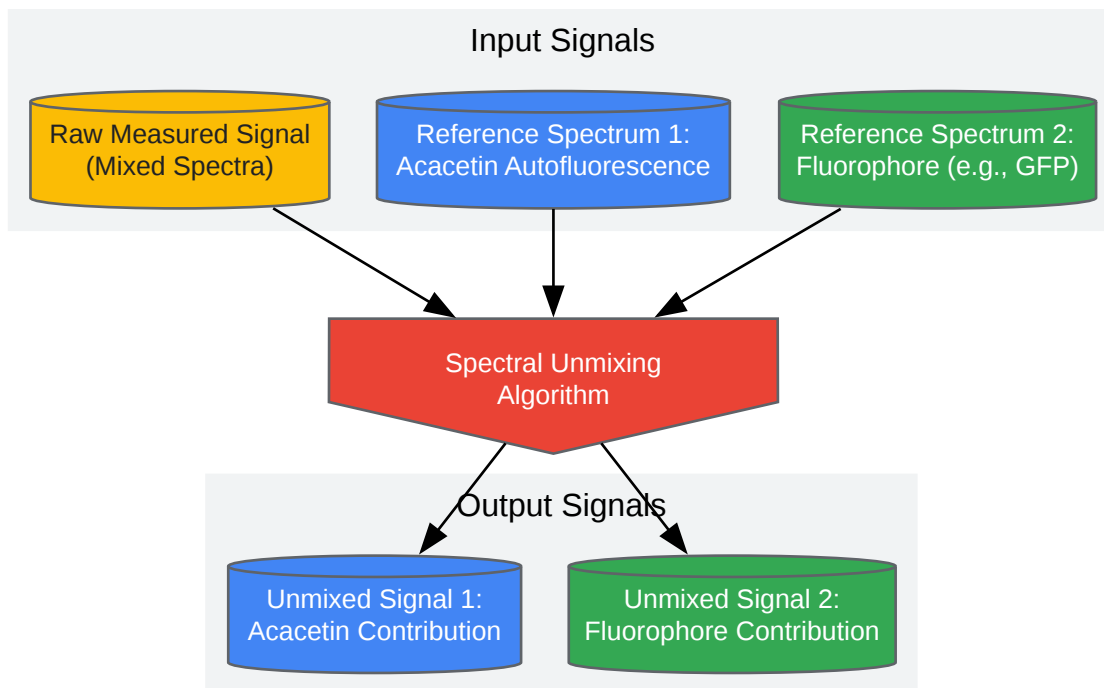 Input Signals
Raw Measured Signal
(Mixed Spectra)
Reference Spectrum 1:
Acacetin Autofluorescence
Reference Spectrum 2:
Fluorophore (e.g., GFP)
Spectral Unmixing
Algorithm
Output Signals
Unmixed Signal 1:
Acacetin Contribution
Unmixed Signal 2:
Fluorophore Contribution